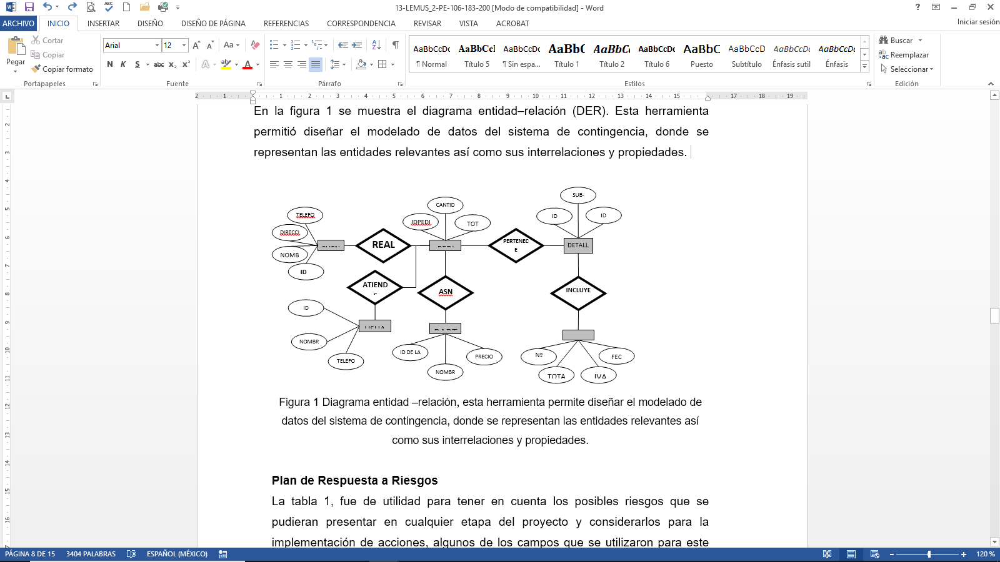 13-LEMUS_2-PE-106-183-200 [Modo de compatibilidad] - Word
ARCHIVO INICIO INSERTAR DISEÑO DISEÑO DE PÁGINA REFERENCIAS CORRESPONDENCIA REVISAR VISTA ACROBAT Iniciar sesión
Pegar
Cortar
Copiar
Copiar formato
Portapapeles
Arial 12
N K S abc x₂ x²
Fuente
Párrafo
AaBbCcDc AaBbCcI AaBbCcDc AaBbC AaBbCc AaBbCcDc AaBbC AaBbCcD AaBbCcDc AaBbCcDc
¶ Normal Título 5 ¶ Sin espa... Título 1 Título 2 Título 6 Puesto Subtítulo Énfasis sutil Énfasis
Estilos
Buscar
Reemplazar
Seleccionar
Edición
2 1 1 2 3 4 5 6 7 8 9 10 11 12 13 14 15 17 18 19
En la figura 1 se muestra el diagrama entidad–relación (DER). Esta herramienta
permitió diseñar el modelado de datos del sistema de contingencia, donde se
representan las entidades relevantes así como sus interrelaciones y propiedades.
SUB-
CANTID
TELEFO
IDPEDI
TOT
ID
ID
DIRECCI
NOMB
ID
REAL
PERTENEC
E
DETALL
ATIEND
ASN
INCLUYE
ID
NOMBR
TELÉFO
ID DE LA
NOMBR
PRECIO
Nº
FEC
TOTA
IVA
Figura 1 Diagrama entidad –relación, esta herramienta permite diseñar el modelado de
datos del sistema de contingencia, donde se representan las entidades relevantes así
como sus interrelaciones y propiedades.
Plan de Respuesta a Riesgos
La tabla 1, fue de utilidad para tener en cuenta los posibles riesgos que se
pudieran presentar en cualquier etapa del proyecto y considerarlos para la
implementación de acciones, algunos de los campos que se utilizaron para este
PÁGINA 8 DE 15 3404 PALABRAS ESPAÑOL (MÉXICO) 120 %